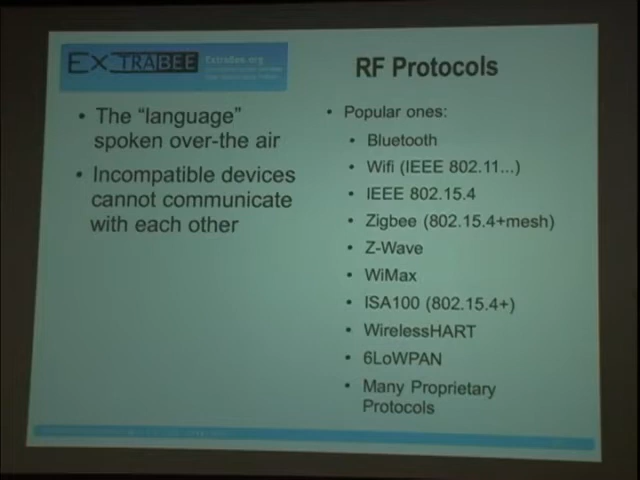 EXTRABEE ExtraBee.org
RF Protocols
• The “language”
spoken over-the air
• Incompatible devices
cannot communicate
with each other
• Popular ones:
• Bluetooth
• Wifi (IEEE 802.11...)
• IEEE 802.15.4
• Zigbee (802.15.4+mesh)
• Z-Wave
• WiMax
• ISA100 (802.15.4+)
• WirelessHART
• 6LoWPAN
• Many Proprietary
Protocols